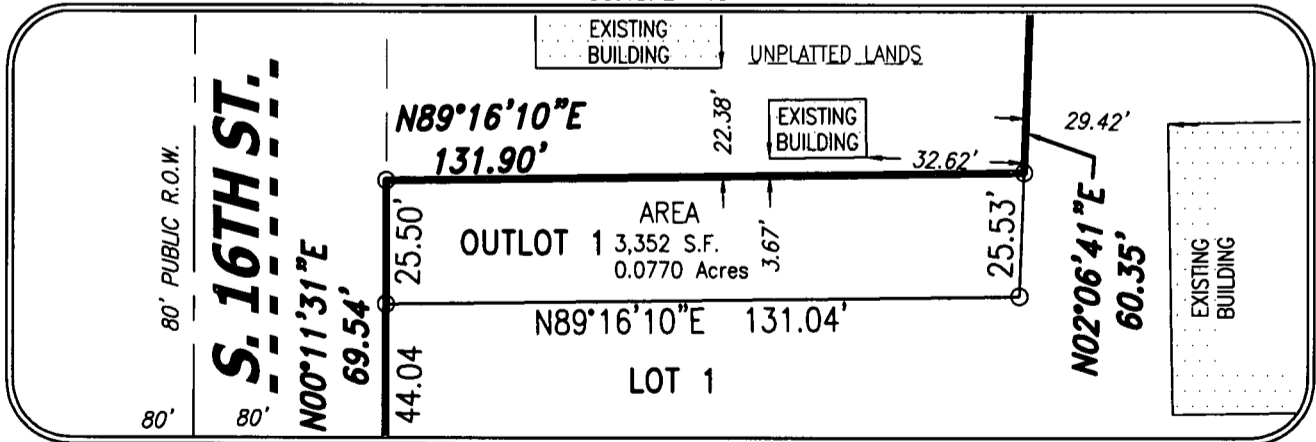 EXISTING
BUILDING
UNPLATTED LANDS
N89°16'10"E
131.90'
22.38'
EXISTING
BUILDING
32.62'
29.42'
80' PUBLIC R.O.W.
S. 16TH ST.
N00°11'31"E
69.54'
25.50'
OUTLOT 1
AREA
3,352 S.F.
0.0770 Acres
3.67'
25.53'
N02°06'41"E
60.35'
EXISTING
BUILDING
N89°16'10"E 131.04'
44.04
LOT 1
80'
80'